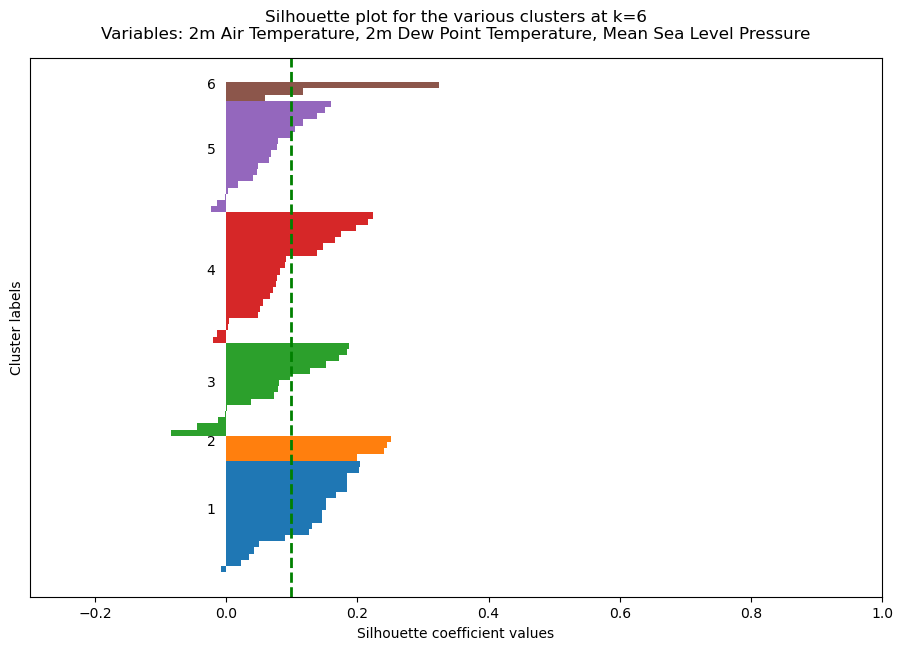 Silhouette plot for the various clusters at k=6
Variables: 2m Air Temperature, 2m Dew Point Temperature, Mean Sea Level Pressure
6
5
4
3
2
1
Cluster labels
−0.2 0.0 0.2 0.4 0.6 0.8 1.0
Silhouette coefficient values